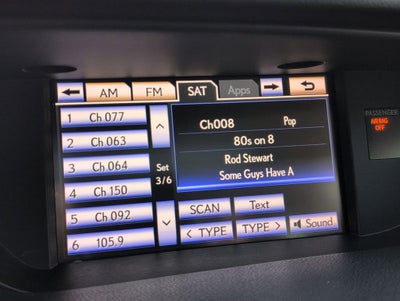 AM FM SAT Apps
1 Ch 077
2 Ch 063
3 Ch 064
4 Ch 150
5 Ch 092
6 105.9
Set
3/6
Ch008 Pop
80s on 8
Rod Stewart
Some Guys Have A
SCAN Text
< TYPE TYPE > Sound
PASSENGER
AIRBAG
OFF